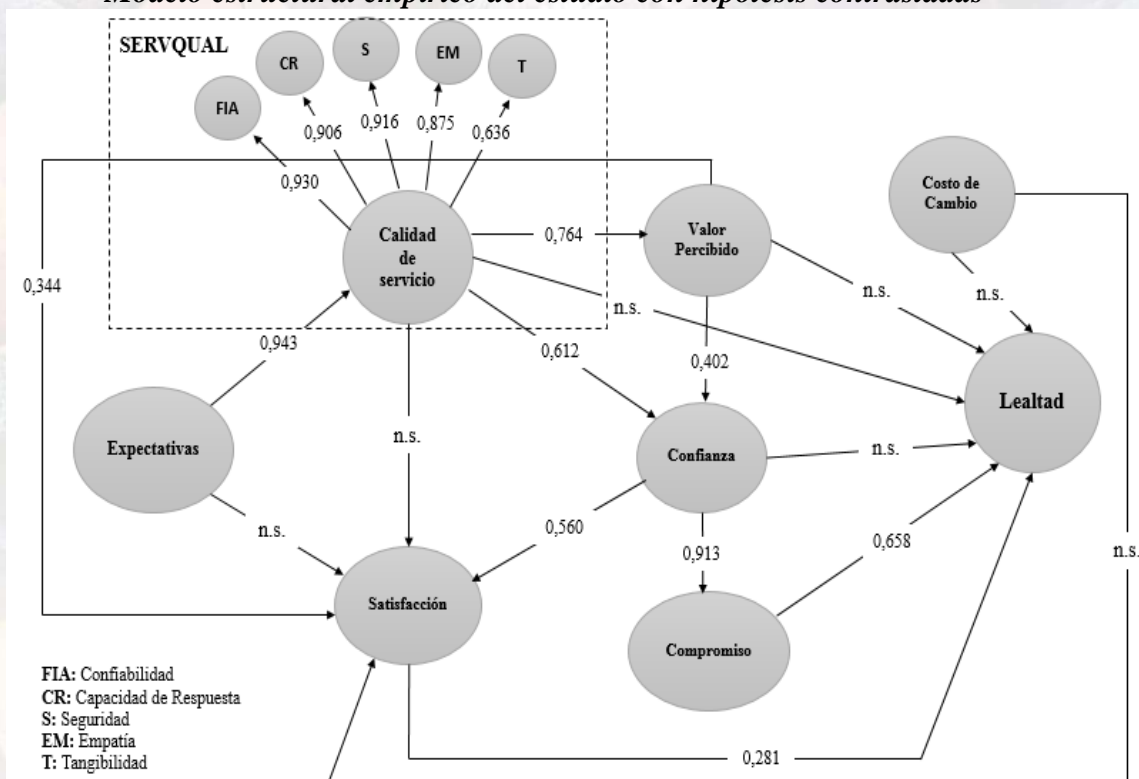 Modelo estructural empírico del estudio con hipótesis contrastadas
SERVQUAL
FIA
CR
S
EM
T
0,930
0,906
0,916
0,875
0,636
Calidad
de
servicio
0,764
Valor
Percibido
Costo de
Cambio
0,344
n.s.
n.s.
n.s.
0,943
0,612
0,402
Lealtad
Expectativas
n.s.
Confianza
n.s.
n.s.
0,560
0,913
0,658
n.s.
Satisfacción
Compromiso
FIA: Confiabilidad
CR: Capacidad de Respuesta
S: Seguridad
EM: Empatía
T: Tangibilidad
0,281